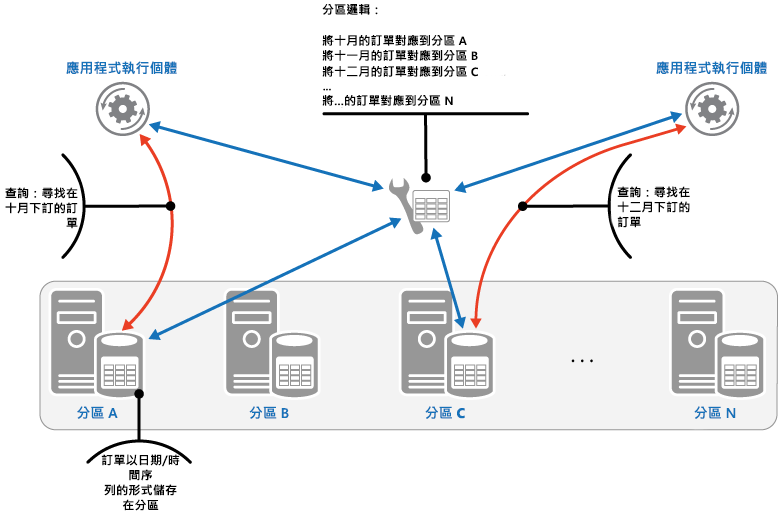 分區邏輯：
將十月的訂單對應到分區 A
將十一月的訂單對應到分區 B
將十二月的訂單對應到分區 C
...
將...的訂單對應到分區 N
應用程式執行個體
應用程式執行個體
查詢：尋找在
十月下訂的訂
單
查詢：尋找在
十二月下訂的
訂單
...
分區 A
分區 B
分區 C
分區 N
訂單以日期/時
間序
列的形式儲存
在分區